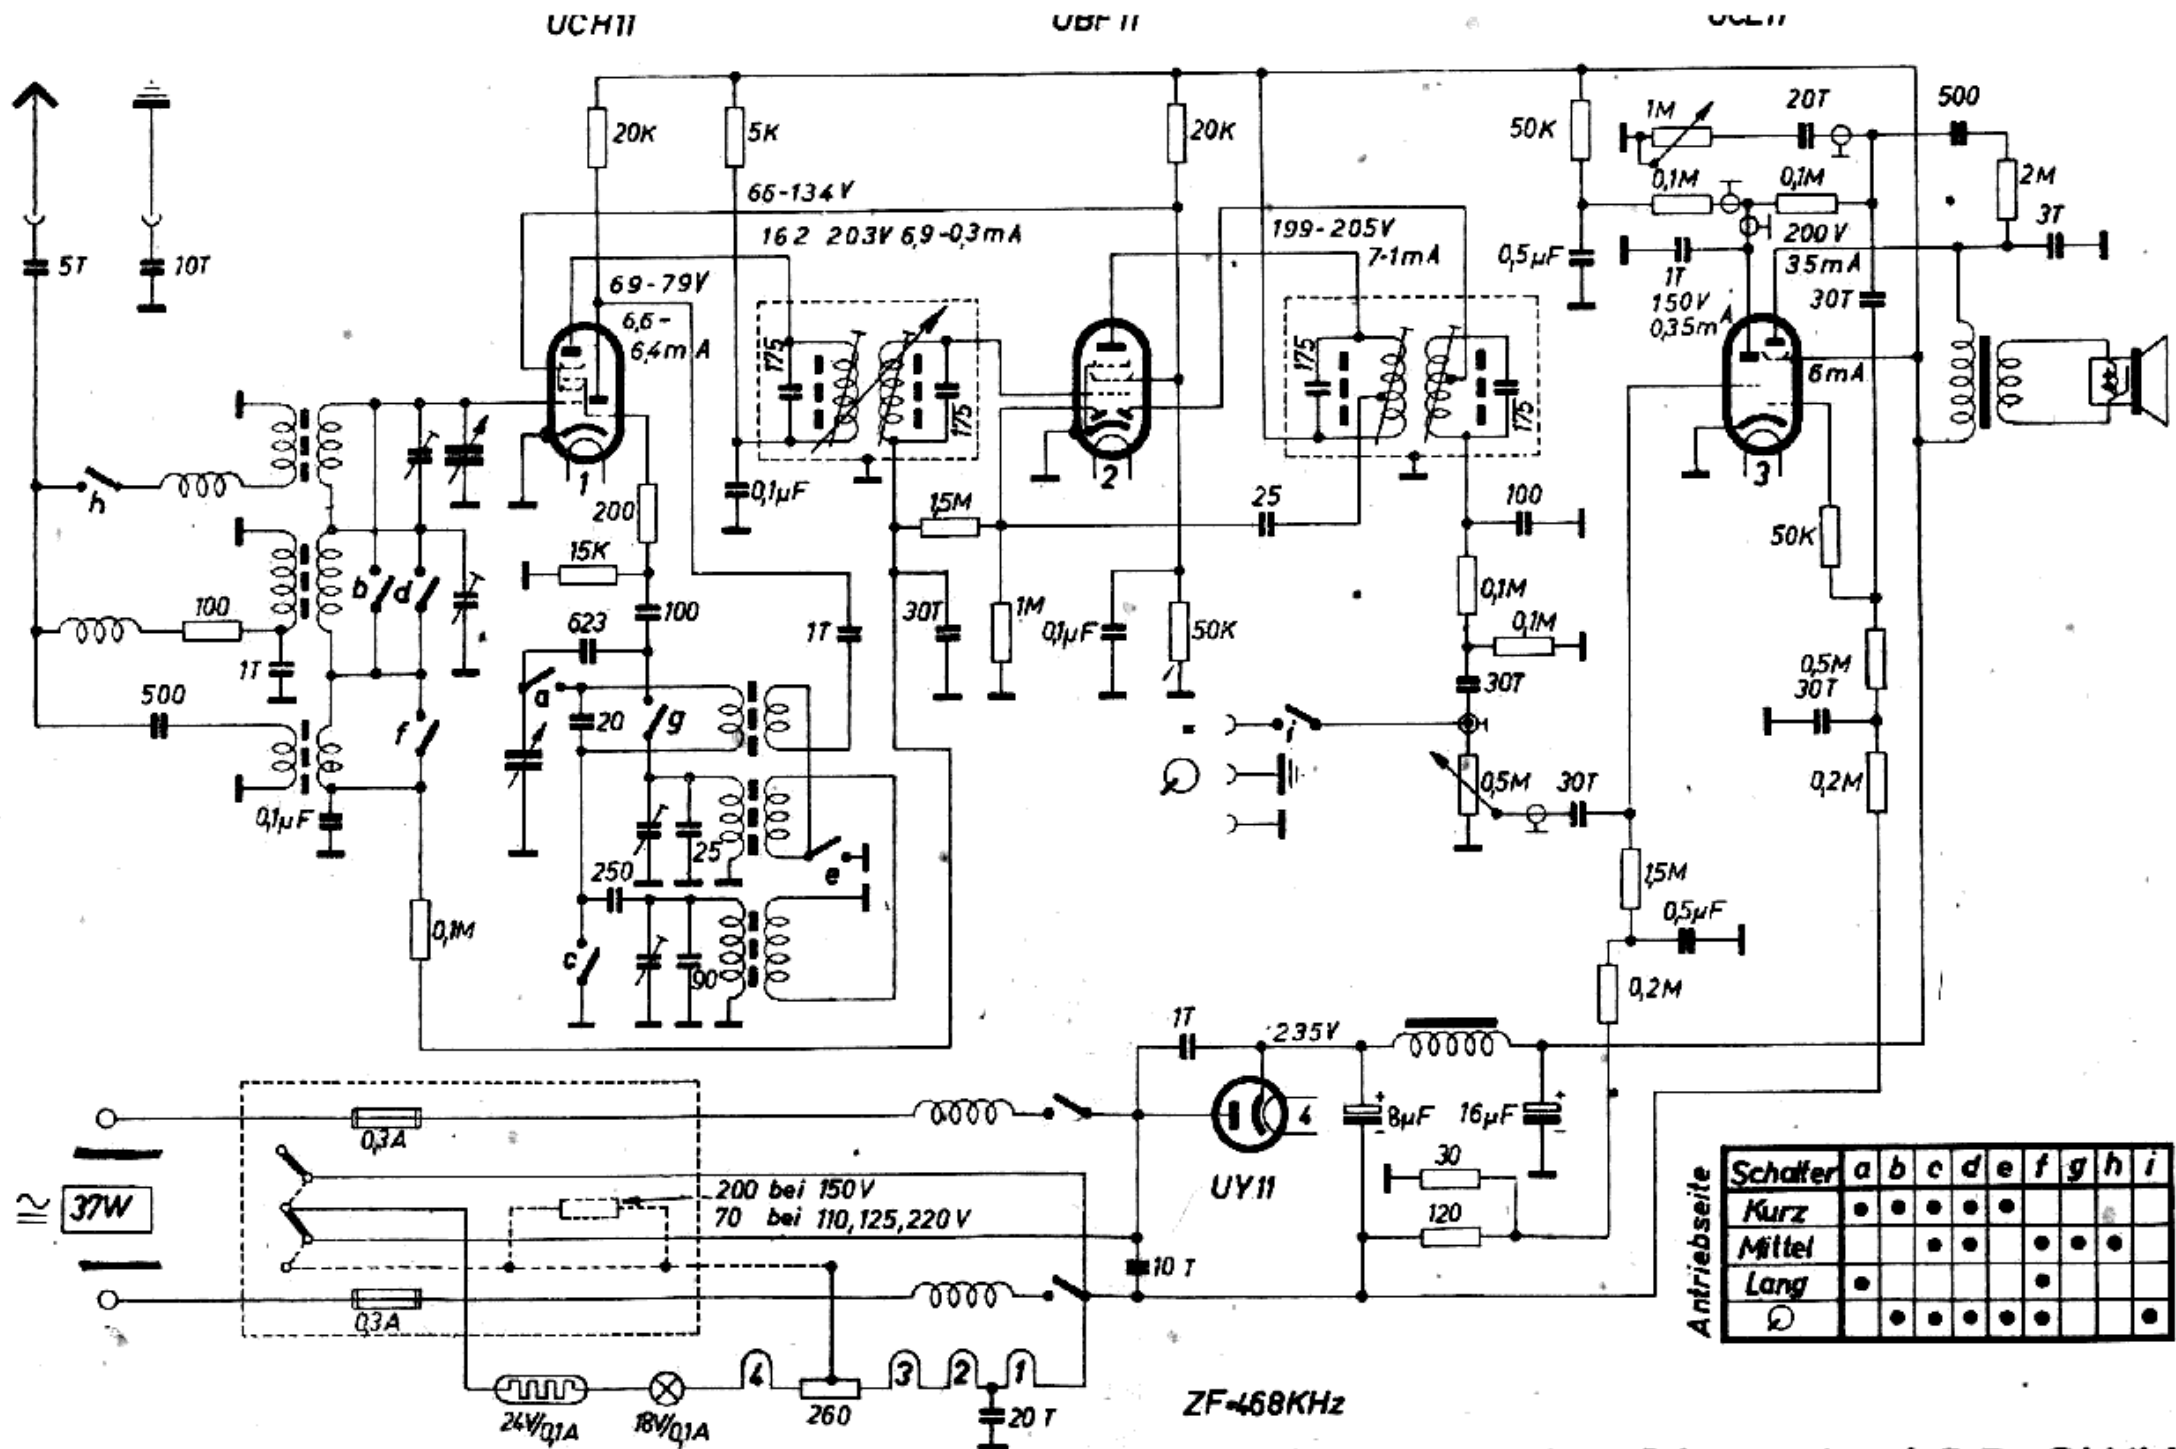 UCH11
UBF11
UCL11
20K
5K
20K
50K
1M
20T
500
0,1M
0,1M
2M
66-134V
162 203V 6,9-0,3mA
199-205V
7-1mA
200V
35mA
3T
5T
10T
0,5µF
1T
150V
0,35mA
30T
69-79V
6,6-
6,4mA
175
175
175
175
6mA
1
2
3
h
200
0,1µF
1,5M
25
100
50K
15K
b
d
100
623
100
1T
30T
1M
0,1µF
50K
0,1M
0,1M
1T
500
a
20
g
30T
i
0,5M
30T
f
0,1µF
0,5M
30T
0,2M
25
250
e
1,5M
0,5µF
0,1M
c
90
0,2M
1T
235V
0,3A
4
8µF
16µF
UY11
30
120
37W
200 bei 150V
70 bei 110,125,220V
10 T
0,3A
4
3
2
1
24V/0,1A
18V/0,1A
260
20 T
ZF=468KHz
Antriebseite
Schalter a b c d e f g h i
Kurz
Mittel
Lang